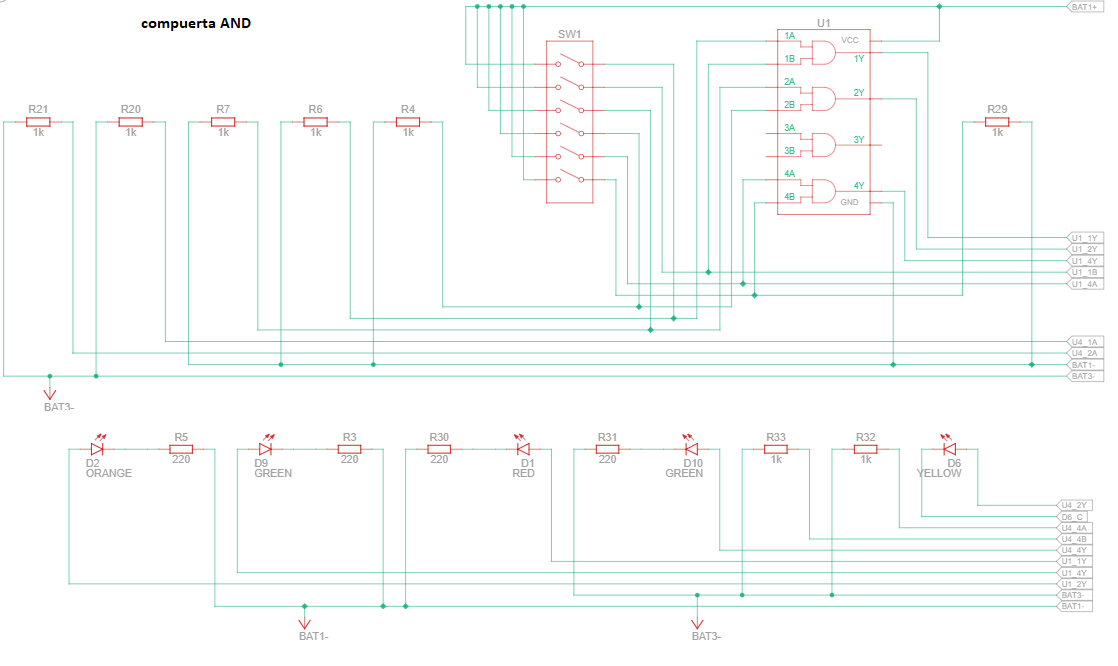 compuerta AND
BAT1+
SW1
U1
1A
VCC
1B
1Y
2A
2Y
2B
3A
3Y
3B
4A
4Y
4B
GND
R21
1k
R20
1k
R7
1k
R6
1k
R4
1k
R29
1k
U1_1Y
U1_2Y
U1_4Y
U1_1B
U1_4A
U4_1A
U4_2A
BAT1-
BAT3-
BAT3-
D2
ORANGE
R5
220
D9
GREEN
R3
220
R30
220
D1
RED
R31
220
D10
GREEN
R33
1k
R32
1k
D6
YELLOW
U4_2Y
D6_C
U4_4A
U4_4B
U4_4Y
U1_1Y
U1_4Y
U1_2Y
BAT3-
BAT1-
BAT1-
BAT3-